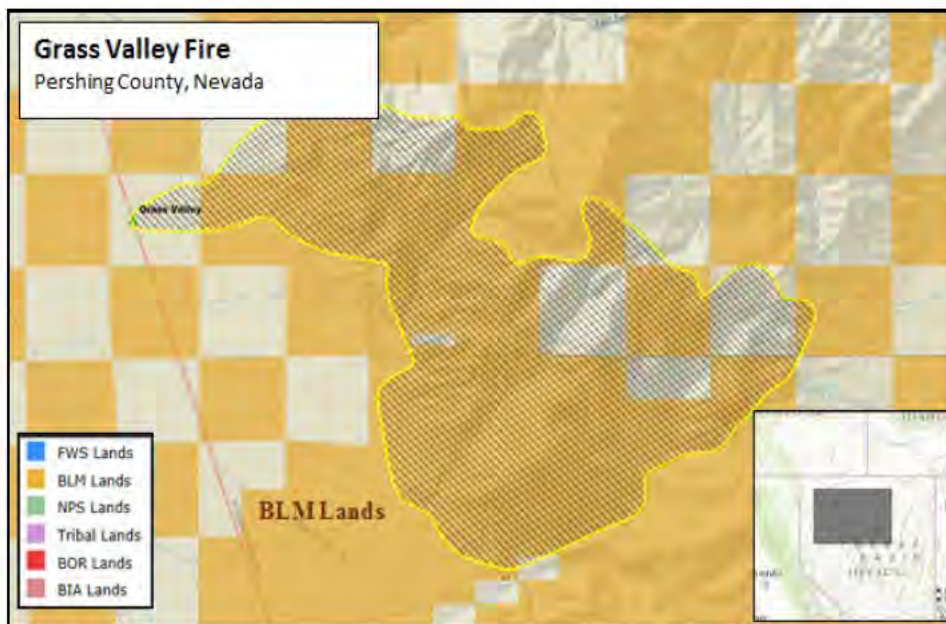 Grass Valley Fire
Pershing County, Nevada
Grass Valley
BLM Lands
FWS Lands
BLM Lands
NPS Lands
Tribal Lands
BOR Lands
BIA Lands